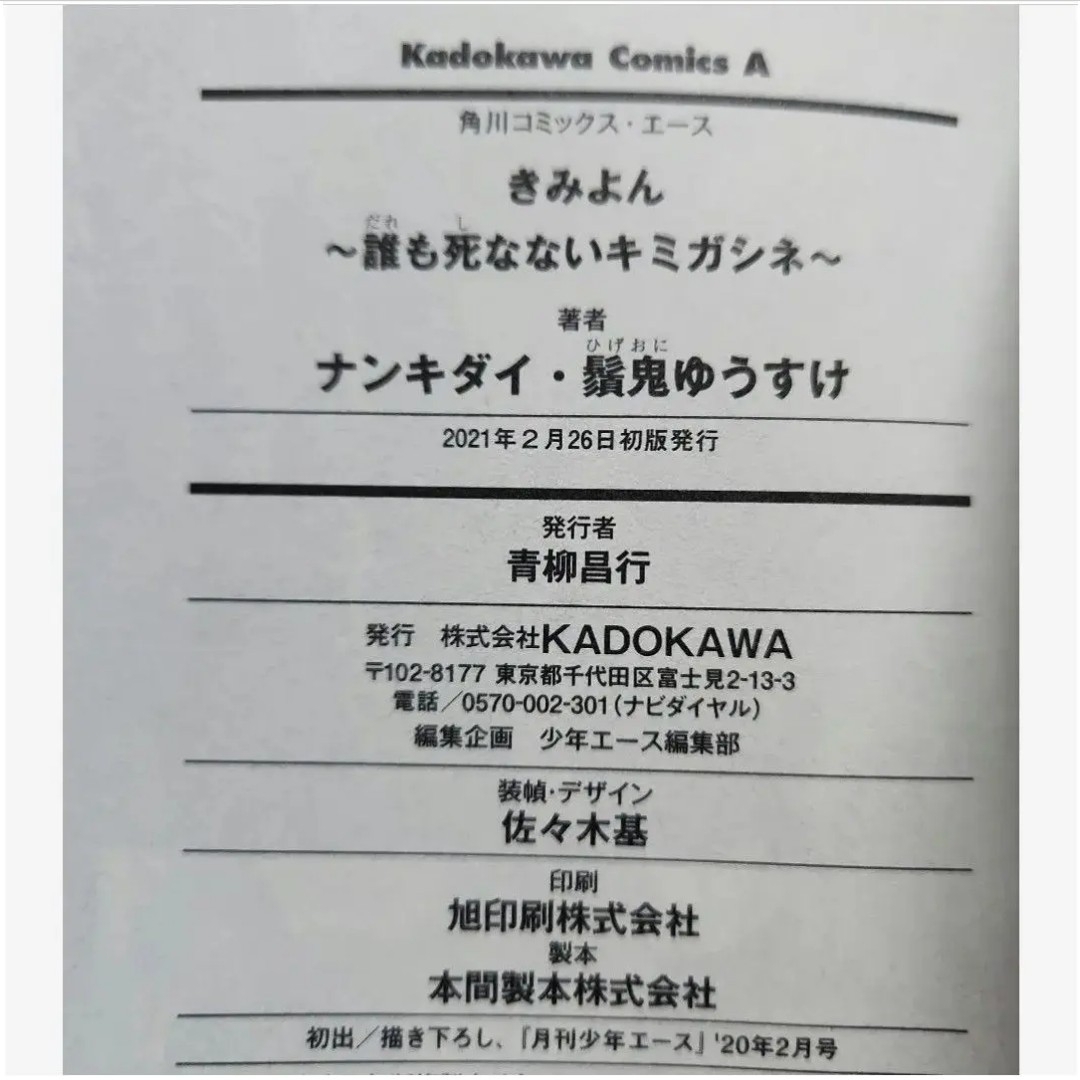 Kadokawa Comics A
角川コミックス・エース
きみよん
だれ し
～誰も死なないキミガシネ～
著者
ひげおに
ナンキダイ・鬚鬼ゆうすけ
2021年2月26日初版発行
発行者
青柳昌行
発行 株式会社KADOKAWA
〒102-8177 東京都千代田区富士見2-13-3
電話／0570-002-301（ナビダイヤル）
編集企画 少年エース編集部
装幀・デザイン
佐々木基
印刷
旭印刷株式会社
製本
本間製本株式会社
初出／描き下ろし、『月刊少年エース』'20年2月号